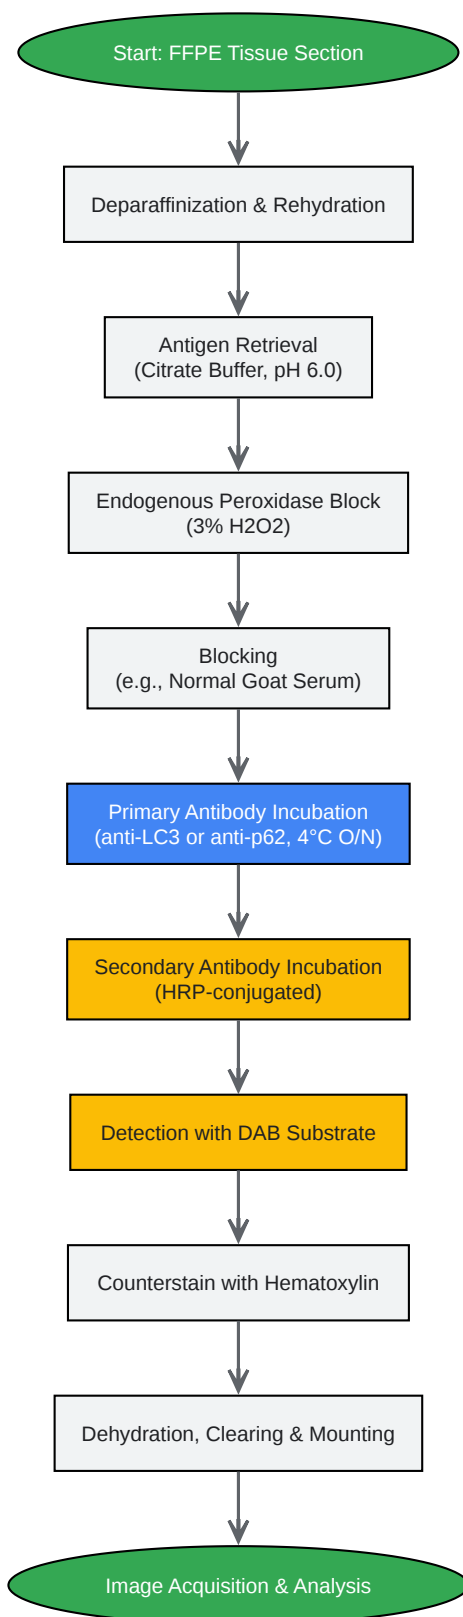 Start: FFPE Tissue Section
Deparaffinization & Rehydration
Antigen Retrieval
(Citrate Buffer, pH 6.0)
Endogenous Peroxidase Block
(3% H2O2)
Blocking
(e.g., Normal Goat Serum)
Primary Antibody Incubation
(anti-LC3 or anti-p62, 4°C O/N)
Secondary Antibody Incubation
(HRP-conjugated)
Detection with DAB Substrate
Counterstain with Hematoxylin
Dehydration, Clearing & Mounting
Image Acquisition & Analysis